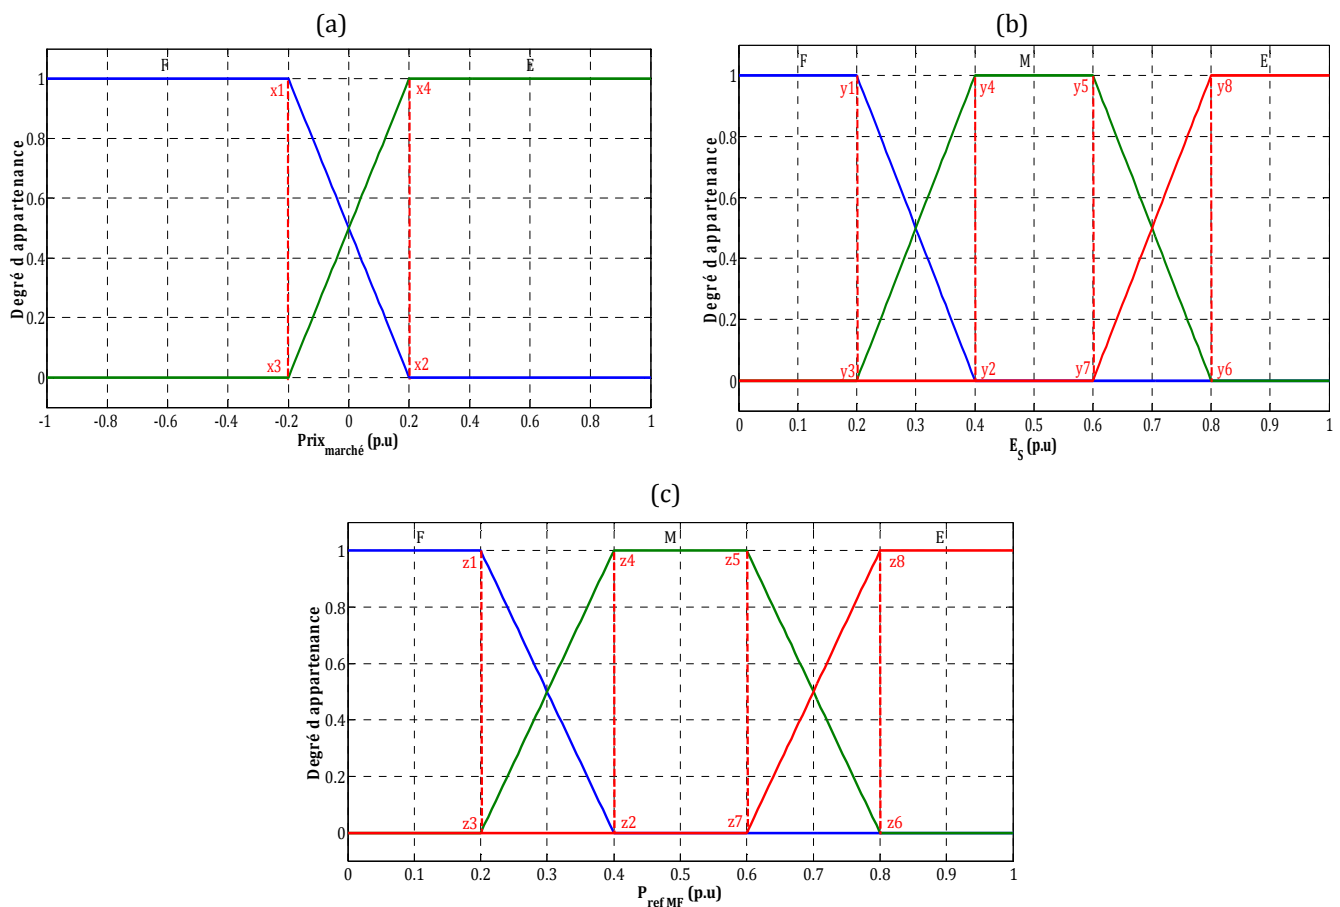 (a)
F E
x1 x4
x3 x2
1
0.8
0.6
0.4
0.2
0
-1 -0.8 -0.6 -0.4 -0.2 0 0.2 0.4 0.6 0.8 1
Degré d appartenance
Prix marché (p.u)
(b)
F M E
y1 y4 y5 y8
y3 y2 y7 y6
1
0.8
0.6
0.4
0.2
0
0 0.1 0.2 0.3 0.4 0.5 0.6 0.7 0.8 0.9 1
Degré d appartenance
E S (p.u)
(c)
F M E
z1 z4 z5 z8
z3 z2 z7 z6
1
0.8
0.6
0.4
0.2
0
0 0.1 0.2 0.3 0.4 0.5 0.6 0.7 0.8 0.9 1
Degré d appartenance
P ref MF (p.u)